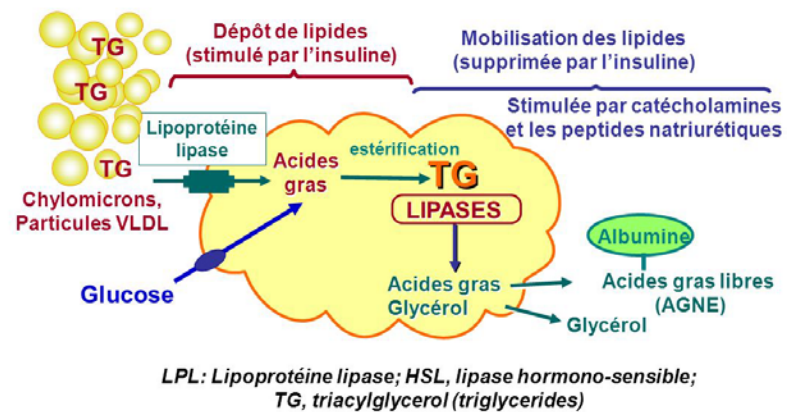 TG
TG
TG
Chylomicrons,
Particules VLDL
Dépôt de lipides
(stimulé par l’insuline)
Mobilisation des lipides
(supprimée par l’insuline)
Stimulée par catécholamines
et les peptides natriurétiques
Lipoprotéine
lipase
Acides
gras
estérification
TG
LIPASES
Glucose
Acides gras
Glycérol
Albumine
Acides gras libres
(AGNE)
Glycérol
LPL: Lipoprotéine lipase; HSL, lipase hormono-sensible;
TG, triacylglycerol (triglycerides)